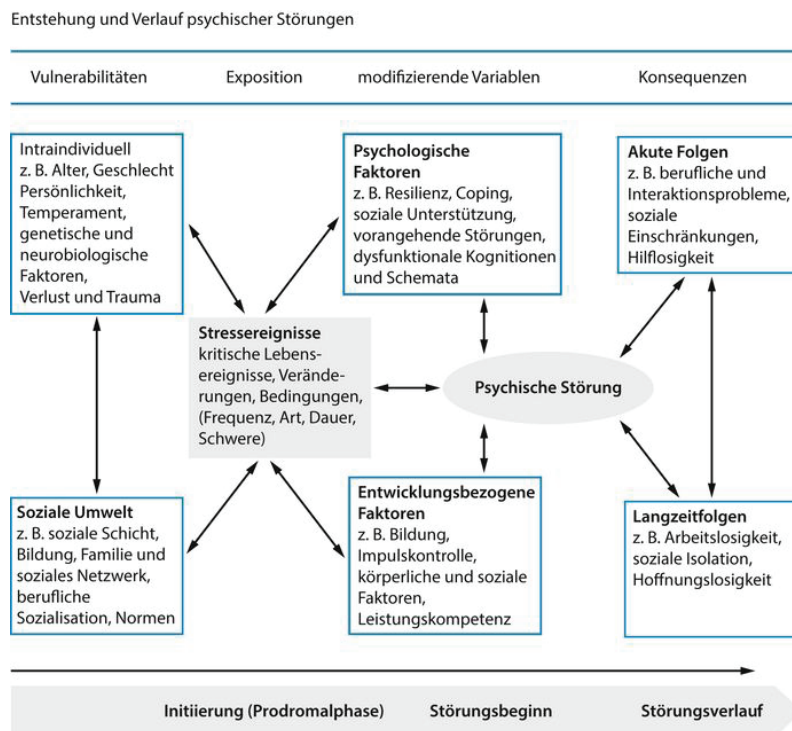 Entstehung und Verlauf psychischer Störungen
Vulnerabilitäten
Exposition
modifizierende Variablen
Konsequenzen
Intraindividuell
z. B. Alter, Geschlecht
Persönlichkeit,
Temperament,
genetische und
neurobiologische
Faktoren,
Verlust und Trauma
Psychologische
Faktoren
z. B. Resilienz, Coping,
soziale Unterstützung,
vorangehende Störungen,
dysfunktionale Kognitionen
und Schemata
Akute Folgen
z. B. berufliche und
Interaktionsprobleme,
soziale
Einschränkungen,
Hilflosigkeit
Stressereignisse
kritische Lebens-
ereignisse, Verände-
rungen, Bedingungen,
(Frequenz, Art, Dauer,
Schwere)
Psychische Störung
Soziale Umwelt
z. B. soziale Schicht,
Bildung, Familie und
soziales Netzwerk,
berufliche
Sozialisation, Normen
Entwicklungsbezogene
Faktoren
z. B. Bildung,
Impulskontrolle,
körperliche und soziale
Faktoren,
Leistungskompetenz
Langzeitfolgen
z. B. Arbeitslosigkeit,
soziale Isolation,
Hoffnungslosigkeit
Initiierung (Prodromalphase)
Störungsbeginn
Störungsverlauf